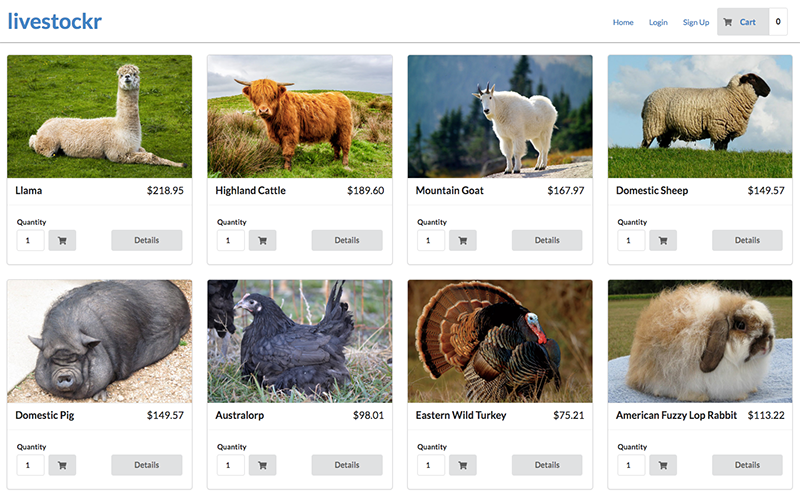 livestockr
Home Login Sign Up Cart 0
Llama $218.95
Quantity
1 Details
Highland Cattle $189.60
Quantity
1 Details
Mountain Goat $167.97
Quantity
1 Details
Domestic Sheep $149.57
Quantity
1 Details
Domestic Pig $149.57
Quantity
1 Details
Australorp $98.01
Quantity
1 Details
Eastern Wild Turkey $75.21
Quantity
1 Details
American Fuzzy Lop Rabbit $113.22
Quantity
1 Details